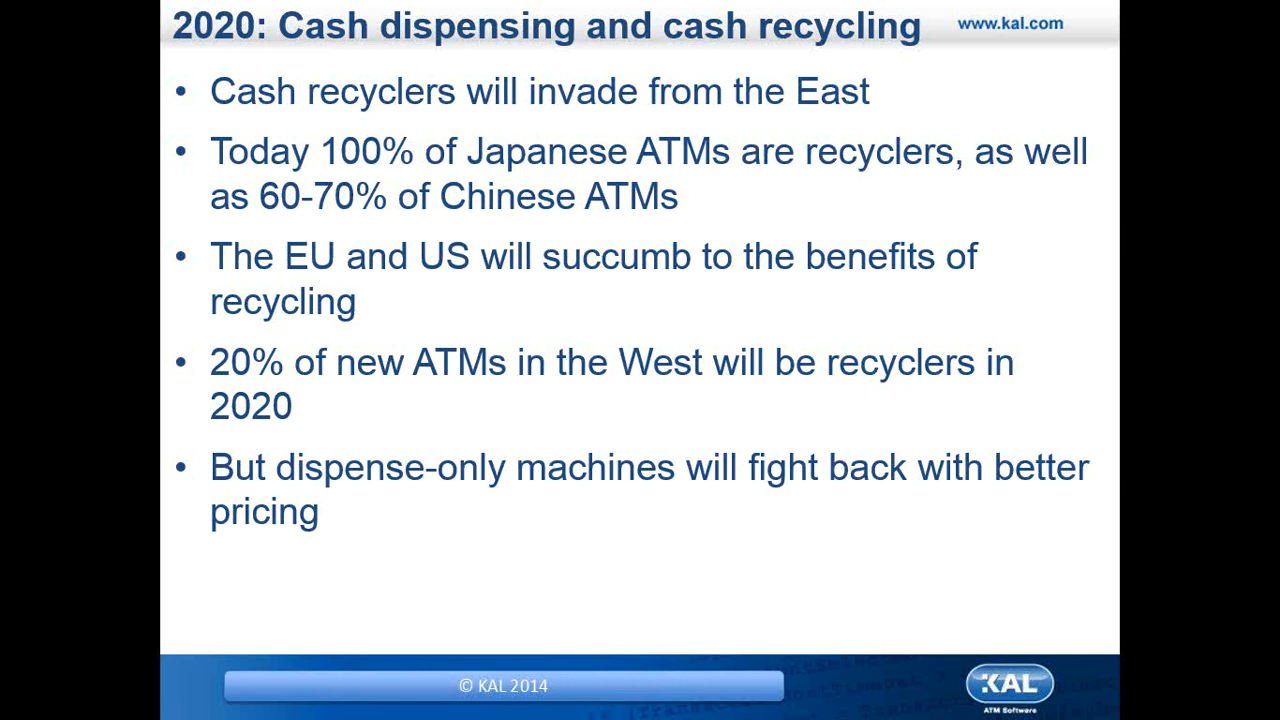 2020: Cash dispensing and cash recycling
www.kal.com
• Cash recyclers will invade from the East
• Today 100% of Japanese ATMs are recyclers, as well
as 60-70% of Chinese ATMs
• The EU and US will succumb to the benefits of
recycling
• 20% of new ATMs in the West will be recyclers in
2020
• But dispense-only machines will fight back with better
pricing
© KAL 2014
KAL
ATM Software